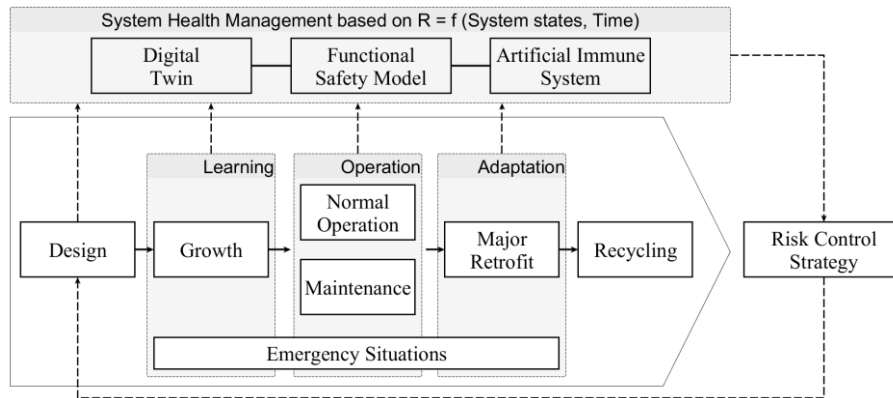 System Health Management based on R = f (System states, Time)
Digital
Twin
Functional
Safety Model
Artificial Immune
System
Learning
Operation
Adaptation
Normal
Operation
Design
Growth
Maintenance
Major
Retrofit
Recycling
Risk Control
Strategy
Emergency Situations